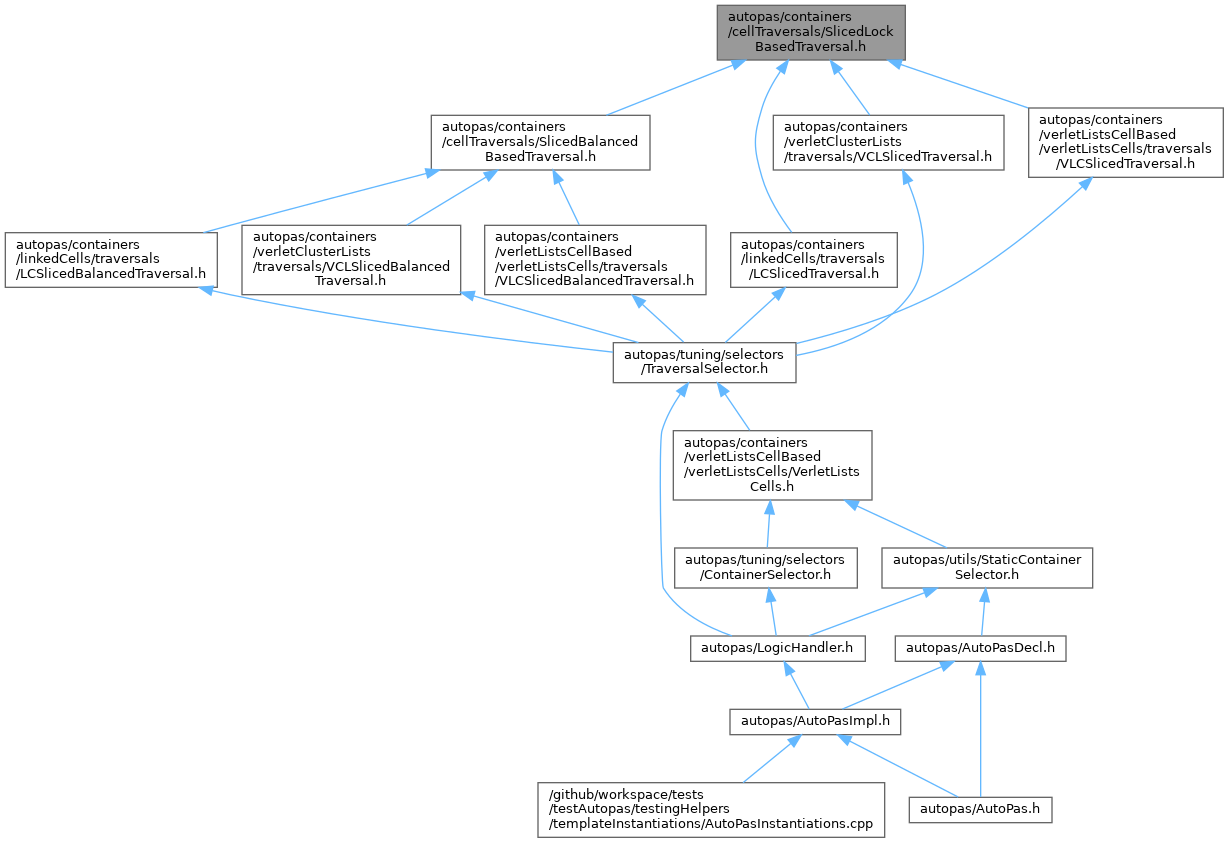 autopas/containers
/cellTraversals/SlicedLock
BasedTraversal.h
autopas/containers
/cellTraversals/SlicedBalanced
BasedTraversal.h
autopas/containers
/verletClusterLists
/traversals/VCLSlicedTraversal.h
autopas/containers
/verletListsCellBased
/verletListsCells/traversals
/VLCSlicedTraversal.h
autopas/containers
/linkedCells/traversals
/LCSlicedBalancedTraversal.h
autopas/containers
/verletClusterLists
/traversals/VCLSlicedBalanced
Traversal.h
autopas/containers
/verletListsCellBased
/verletListsCells/traversals
/VLCSlicedBalancedTraversal.h
autopas/containers
/linkedCells/traversals
/LCSlicedTraversal.h
autopas/tuning/selectors
/TraversalSelector.h
autopas/containers
/verletListsCellBased
/verletListsCells/VerletLists
Cells.h
autopas/tuning/selectors
/ContainerSelector.h
autopas/utils/StaticContainer
Selector.h
autopas/LogicHandler.h
autopas/AutoPasDecl.h
autopas/AutoPasImpl.h
/github/workspace/tests
/testAutopas/testingHelpers
/templateInstantiations/AutoPasInstantiations.cpp
autopas/AutoPas.h